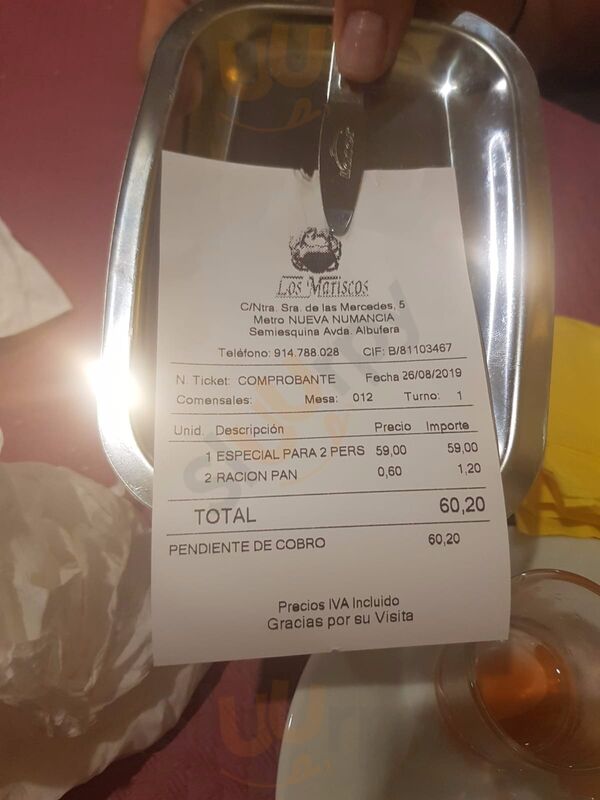 Los Mariscos
C/Ntra. Sra. de las Mercedes, 5
Metro NUEVA NUMANCIA
Semiesquina Avda. Albufera
Teléfono: 914.788.028 CIF: B/81103467
N. Ticket: COMPROBANTE Fecha 26/08/2019
Comensales: Mesa: 012 Turno: 1
Unid. Descripción Precio Importe
1 ESPECIAL PARA 2 PERS 59,00 59,00
2 RACION PAN 0,60 1,20
TOTAL 60,20
PENDIENTE DE COBRO 60,20
Precios IVA Incluido
Gracias por su Visita